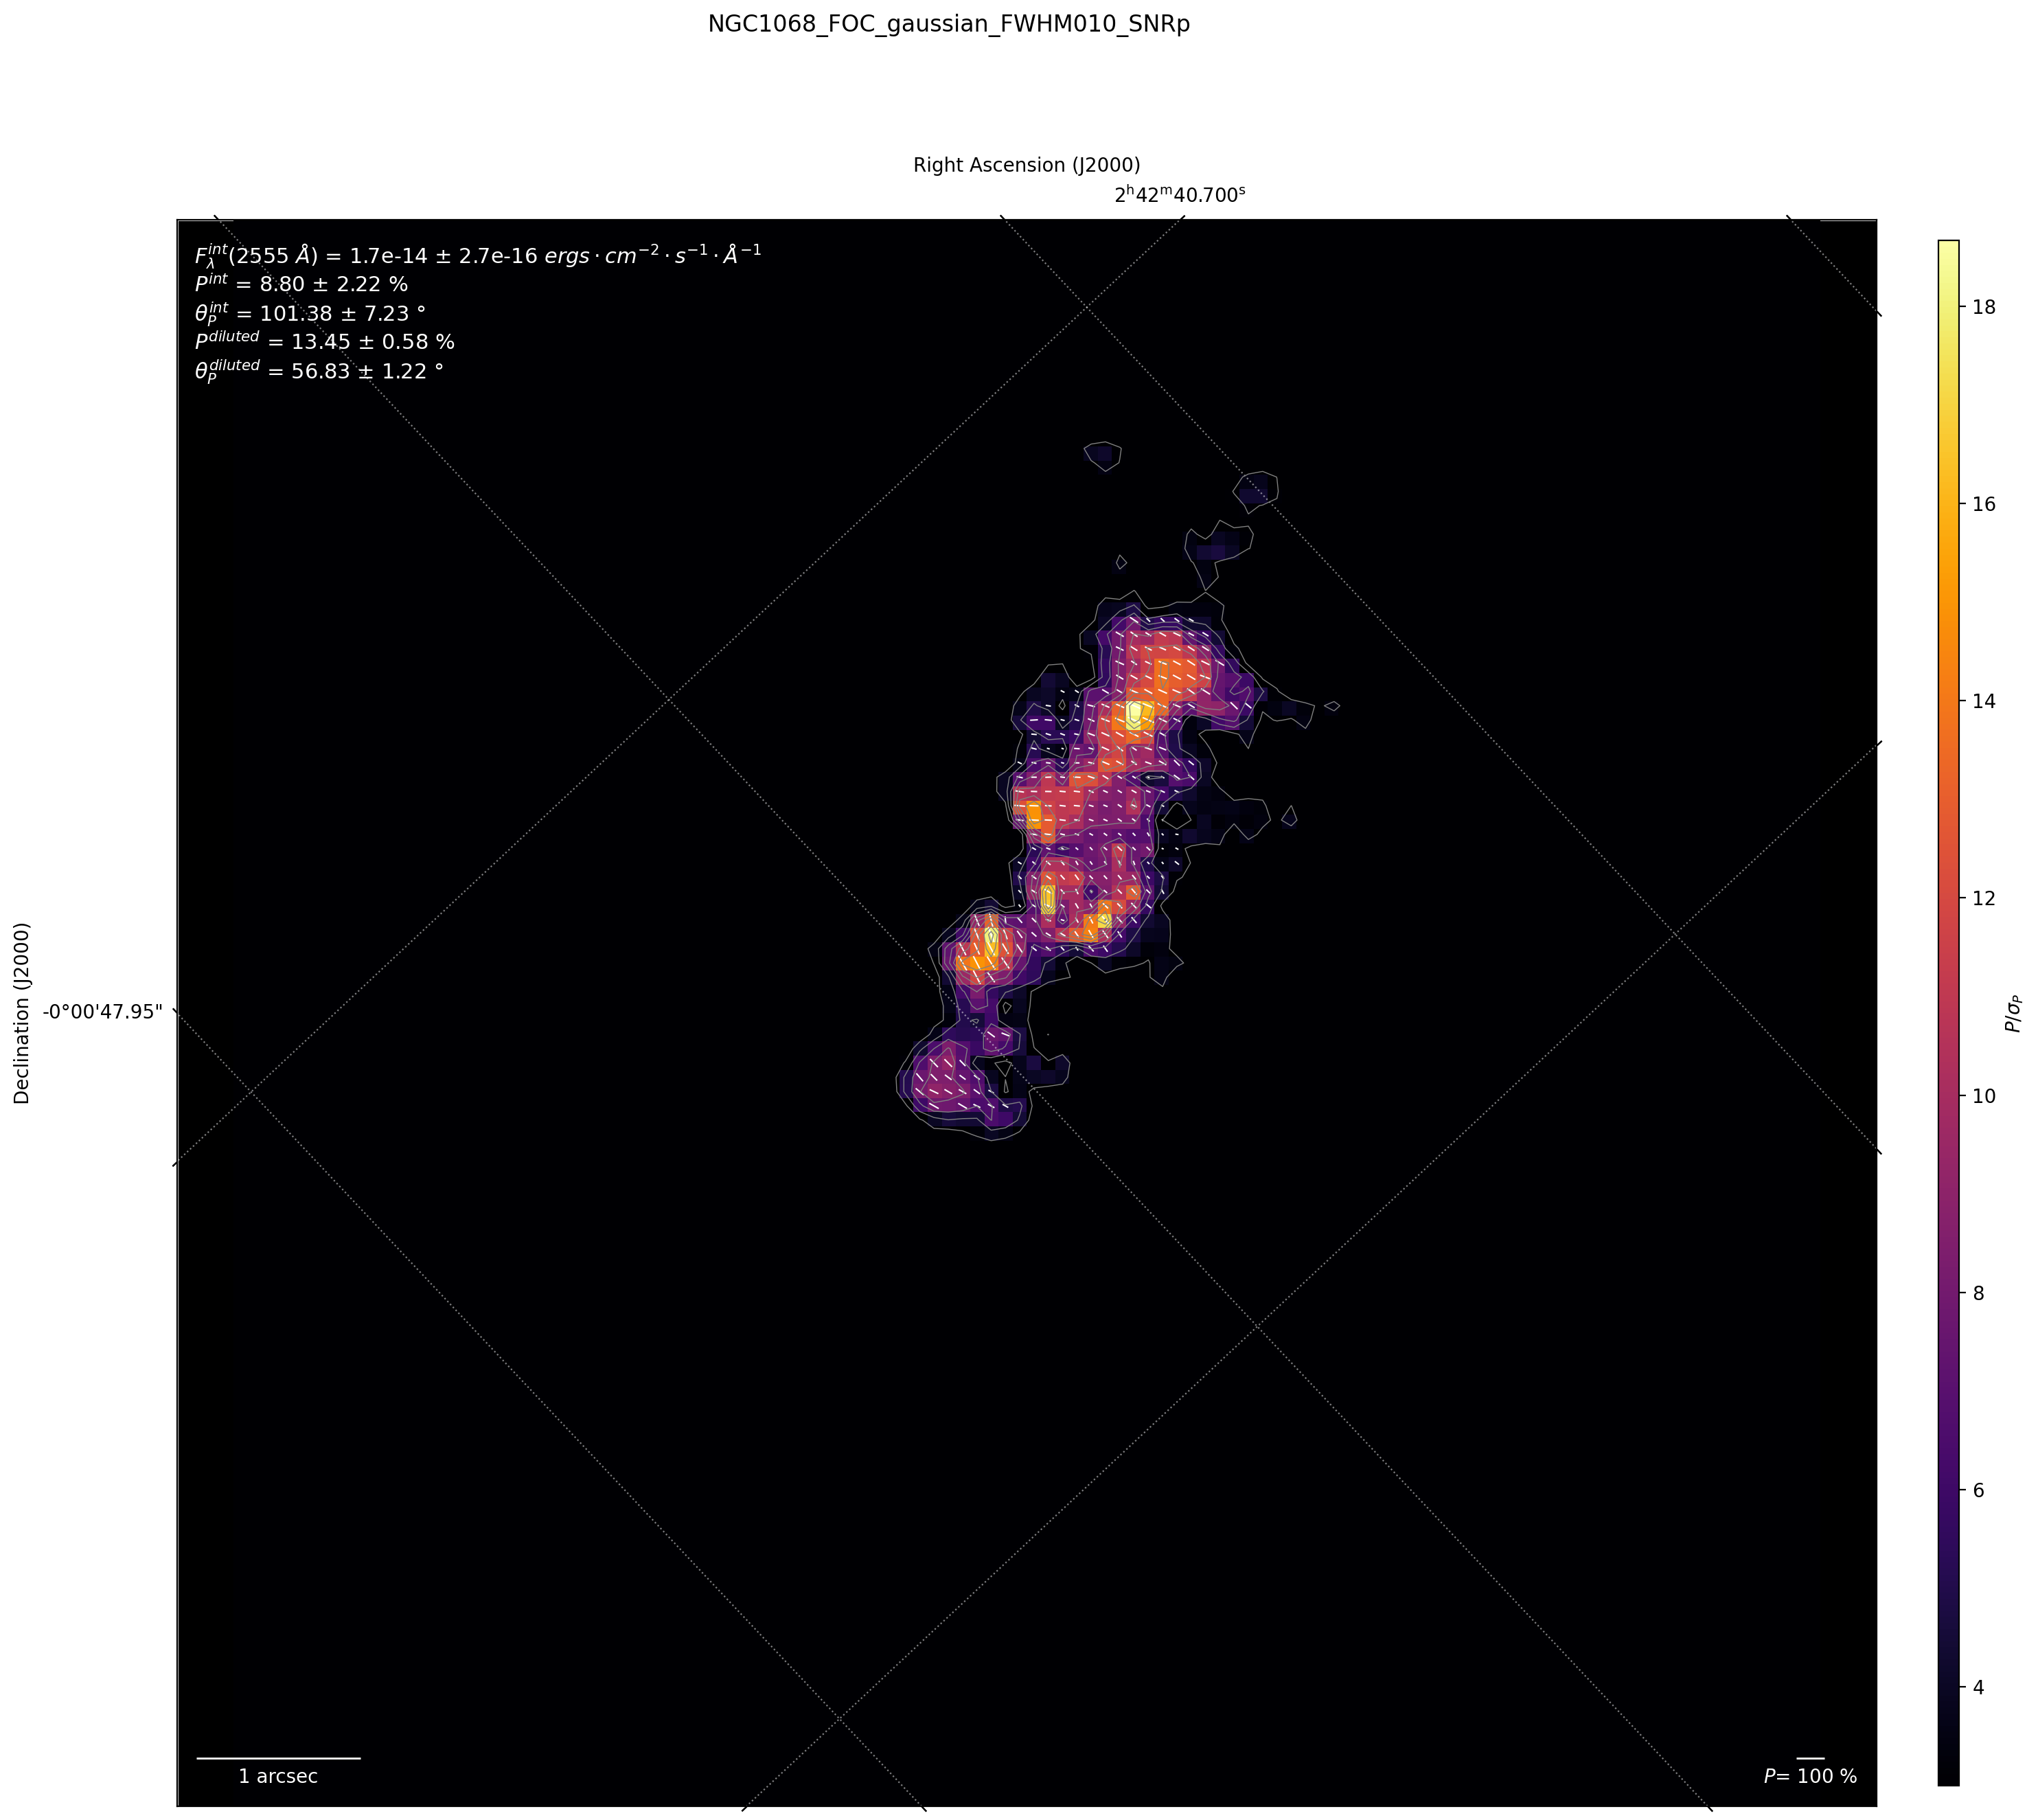 NGC1068_FOC_gaussian_FWHM010_SNRp
Right Ascension (J2000)
2ʰ42ᵐ40.700ˢ
F_λ^int(2555 Å) = 1.7e-14 ± 2.7e-16 ergs · cm⁻² · s⁻¹ · Å⁻¹
P^int = 8.80 ± 2.22 %
θ_P^int = 101.38 ± 7.23 °
P^diluted = 13.45 ± 0.58 %
θ_P^diluted = 56.83 ± 1.22 °
18
16
14
12
10
8
6
4
P/σ_P
Declination (J2000)
-0°00'47.95"
1 arcsec
P= 100 %